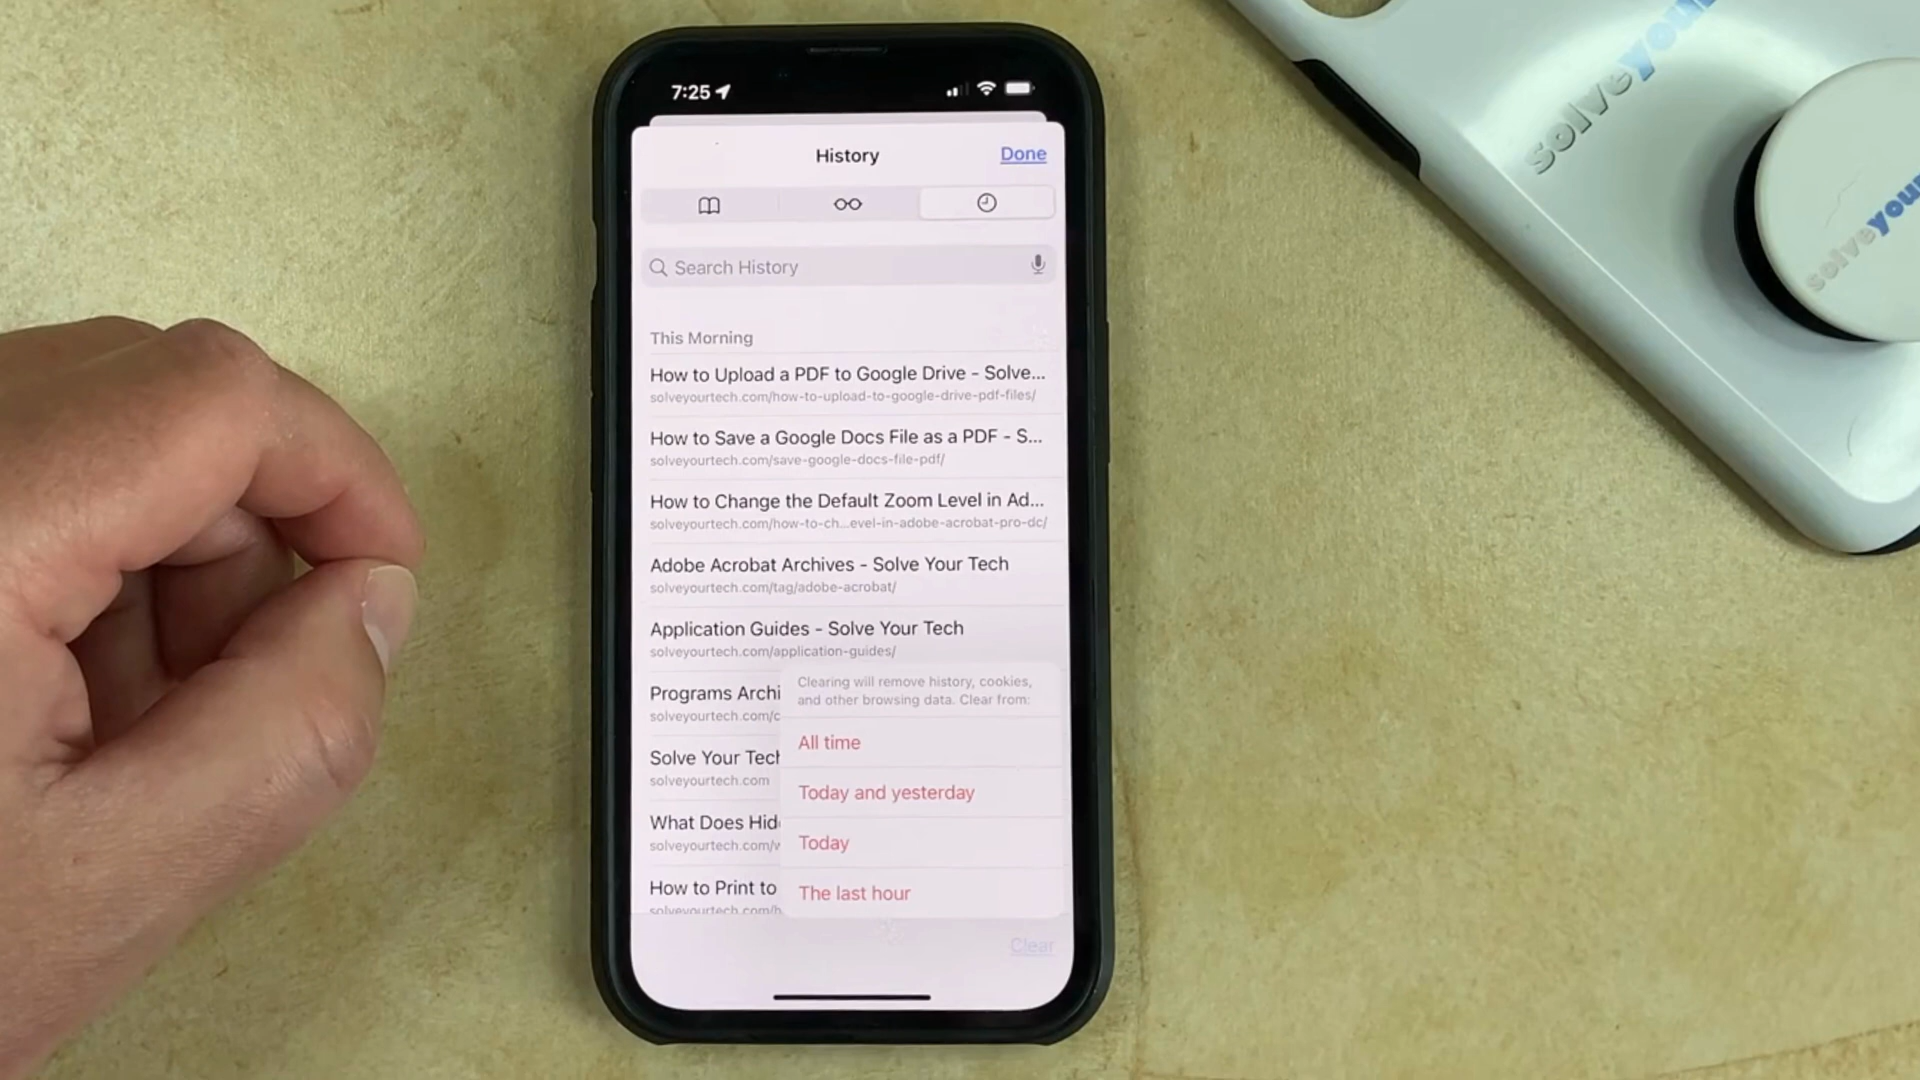 7:25
History
Done
Search History
This Morning
How to Upload a PDF to Google Drive - Solve...
solveyourtech.com/how-to-upload-to-google-drive-pdf-files/
How to Save a Google Docs File as a PDF - S...
solveyourtech.com/save-google-docs-file-pdf/
How to Change the Default Zoom Level in Ad...
solveyourtech.com/how-to-ch...evel-in-adobe-acrobat-pro-dc/
Adobe Acrobat Archives - Solve Your Tech
solveyourtech.com/tag/adobe-acrobat/
Application Guides - Solve Your Tech
solveyourtech.com/application-guides/
Programs Archi
solveyourtech.com/c
Solve Your Tech
solveyourtech.com
What Does Hid
solveyourtech.com/w
How to Print to
solveyourtech.com/h
Clearing will remove history, cookies,
and other browsing data. Clear from:
All time
Today and yesterday
Today
The last hour
Clear
solveyour
solveyour